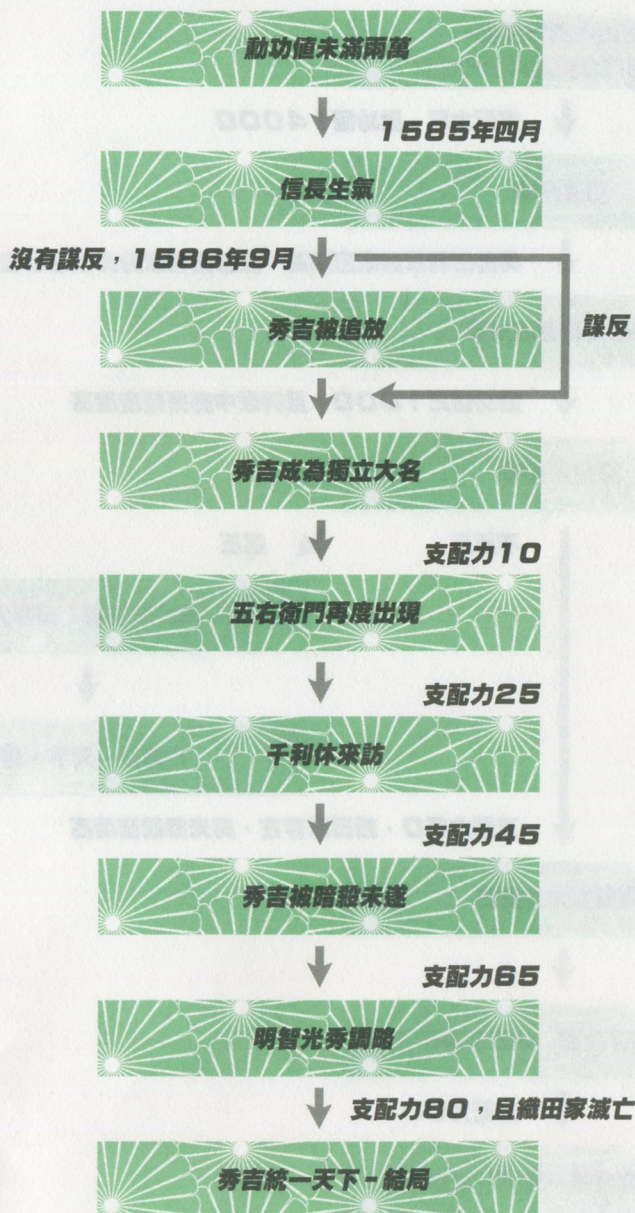 動功值未滿兩萬
1585年四月
信長生氣
沒有謀反，1586年9月
謀反
秀吉被追放
秀吉成為獨立大名
支配力10
五右衛門再度出現
支配力25
千利休來訪
支配力45
秀吉被暗殺未遂
支配力65
明智光秀調略
支配力80，且織田家滅亡
秀吉統一天下－結局